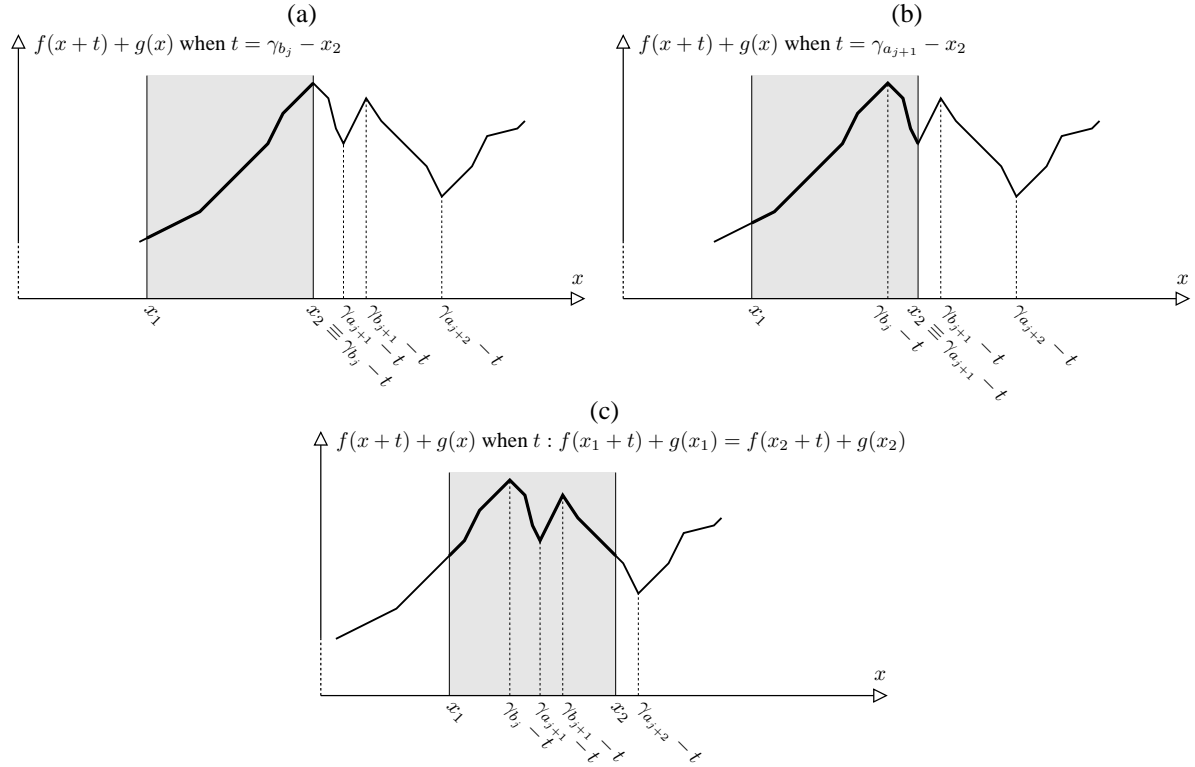 (a)
f(x + t) + g(x) when t = γ_{b_j} − x_2
x
x_1
x_2 ≡ γ_{b_j} − t
γ_{a_{j+1}} − t
γ_{b_{j+1}} − t
γ_{a_{j+2}} − t
(b)
f(x + t) + g(x) when t = γ_{a_{j+1}} − x_2
x
x_1
γ_{b_j} − t
x_2 ≡ γ_{a_{j+1}} − t
γ_{b_{j+1}} − t
γ_{a_{j+2}} − t
(c)
f(x + t) + g(x) when t : f(x_1 + t) + g(x_1) = f(x_2 + t) + g(x_2)
x
x_1
γ_{b_j} − t
γ_{a_{j+1}} − t
γ_{b_{j+1}} − t
x_2
γ_{a_{j+2}} − t